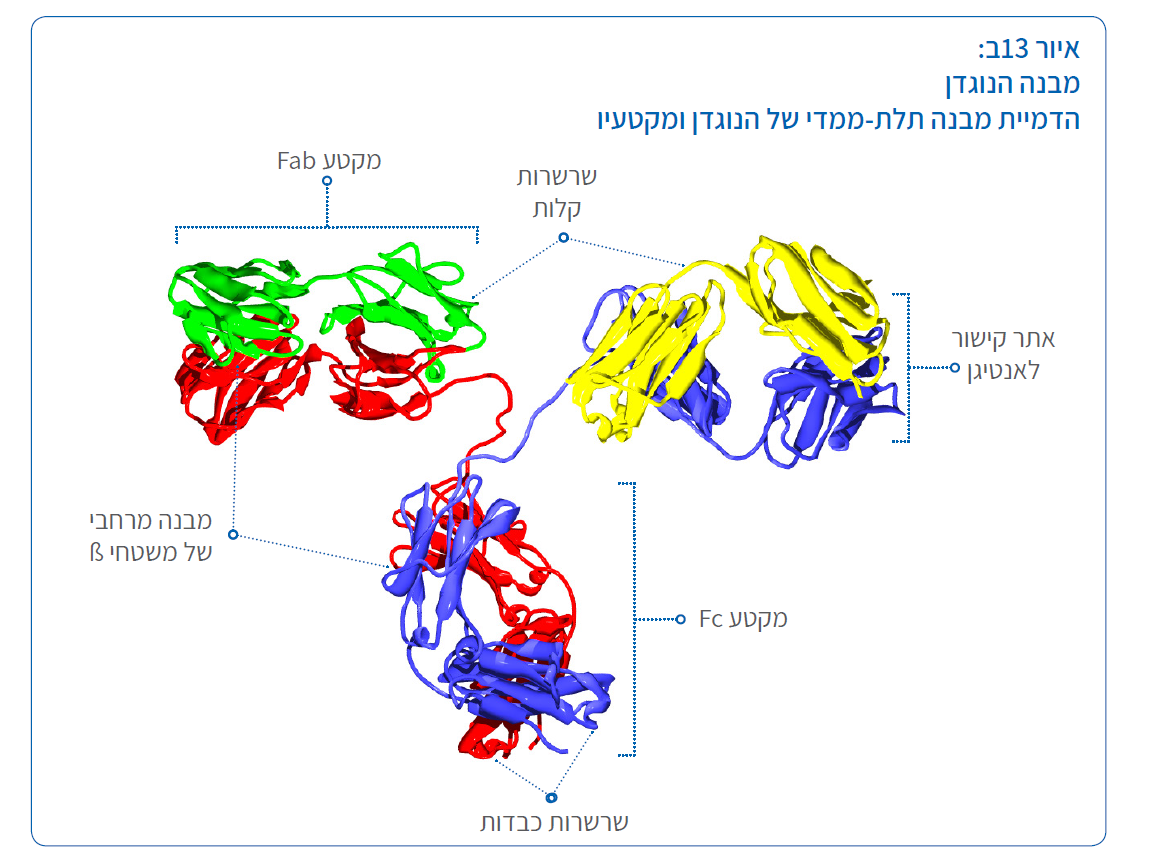 איור 13ב:
מבנה הנוגדן
הדמיית מבנה תלת-ממדי של הנוגדן ומקטעיו
מקטע Fab
שרשרות
קלות
אתר קישור
לאנטיגן
מבנה מרחבי
של משטחי ß
מקטע Fc
שרשרות כבדות